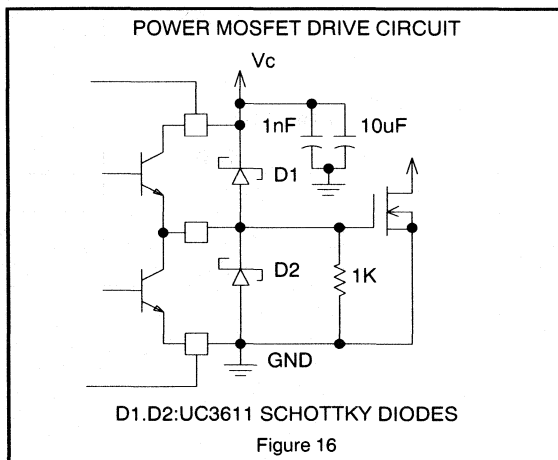 POWER MOSFET DRIVE CIRCUIT
Vc
1nF
10uF
D1
D2
1K
GND
D1.D2:UC3611 SCHOTTKY DIODES
Figure 16